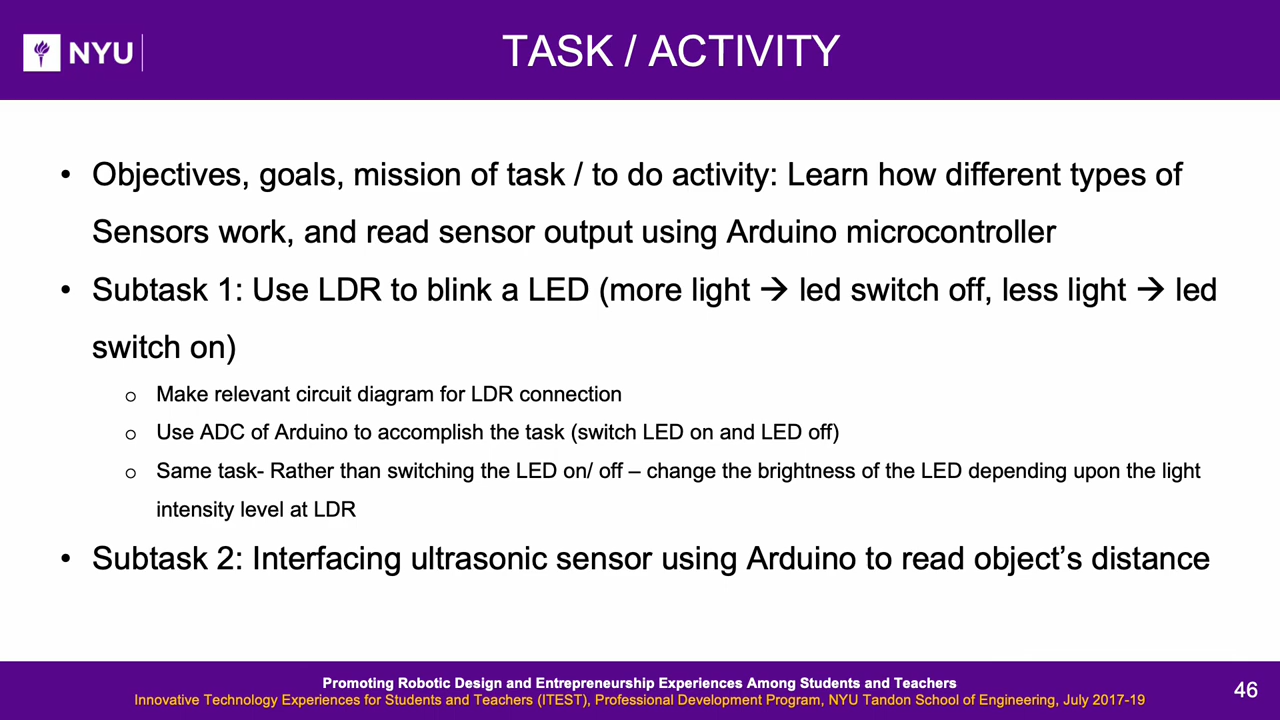 NYU
TASK / ACTIVITY
• Objectives, goals, mission of task / to do activity: Learn how different types of
Sensors work, and read sensor output using Arduino microcontroller
• Subtask 1: Use LDR to blink a LED (more light → led switch off, less light → led
switch on)
o Make relevant circuit diagram for LDR connection
o Use ADC of Arduino to accomplish the task (switch LED on and LED off)
o Same task- Rather than switching the LED on/ off – change the brightness of the LED depending upon the light
intensity level at LDR
• Subtask 2: Interfacing ultrasonic sensor using Arduino to read object’s distance
Promoting Robotic Design and Entrepreneurship Experiences Among Students and Teachers
Innovative Technology Experiences for Students and Teachers (ITEST), Professional Development Program, NYU Tandon School of Engineering, July 2017-19
46